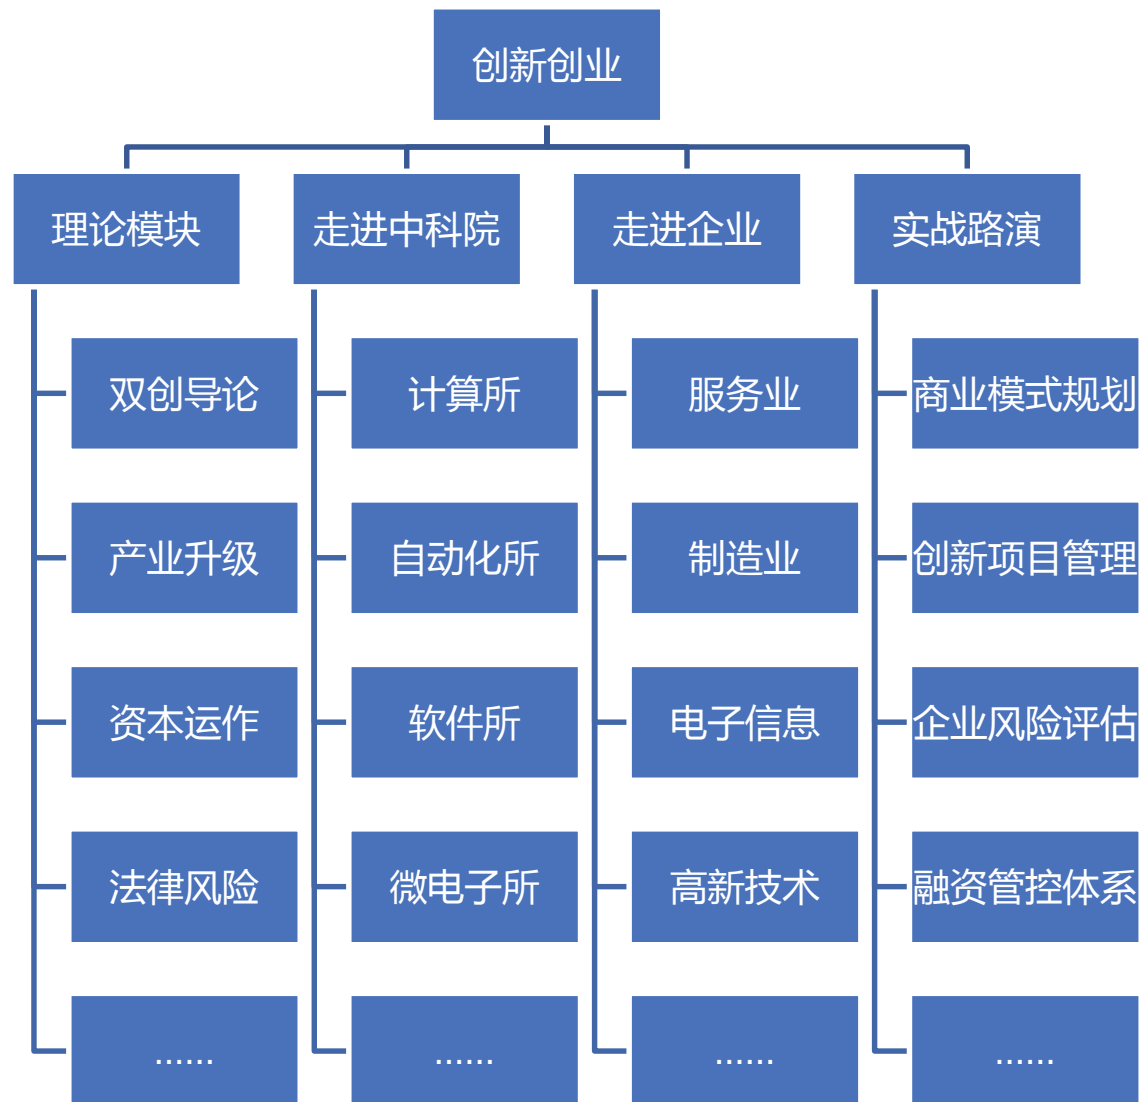 创新创业
理论模块
走进中科院
走进企业
实战路演
双创导论
计算所
服务业
商业模式规划
产业升级
自动化所
制造业
创新项目管理
资本运作
软件所
电子信息
企业风险评估
法律风险
微电子所
高新技术
融资管控体系
……
……
……
……